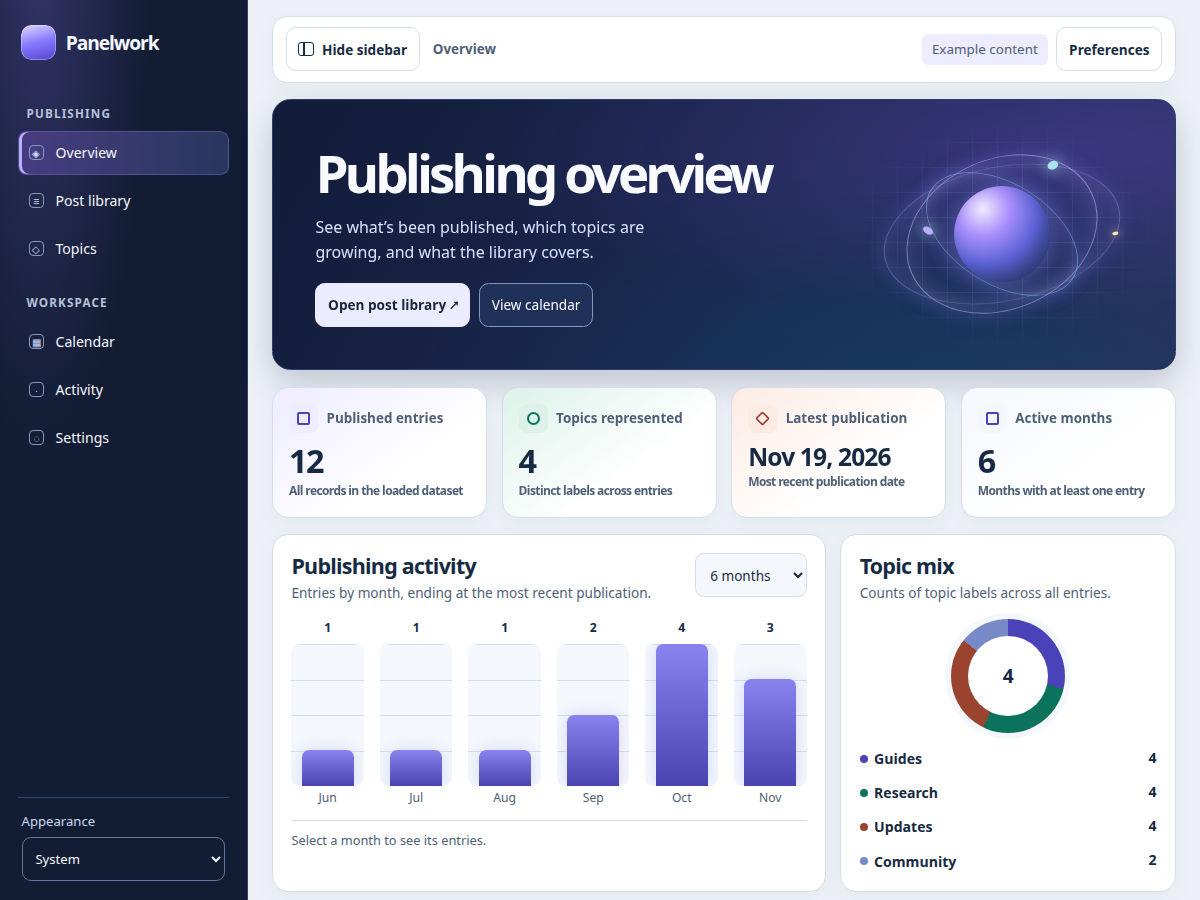 Panelwork
PUBLISHING
Overview
Post library
Topics
WORKSPACE
Calendar
Activity
Settings
Appearance
System
Hide sidebar
Overview
Example content
Preferences
Publishing overview
See what’s been published, which topics are
growing, and what the library covers.
Open post library ↗
View calendar
Published entries
12
All records in the loaded dataset
Topics represented
4
Distinct labels across entries
Latest publication
Nov 19, 2026
Most recent publication date
Active months
6
Months with at least one entry
Publishing activity
Entries by month, ending at the most recent publication.
6 months
1 1 1 2 4 3
Jun Jul Aug Sep Oct Nov
Select a month to see its entries.
Topic mix
Counts of topic labels across all entries.
4
Guides 4
Research 4
Updates 4
Community 2